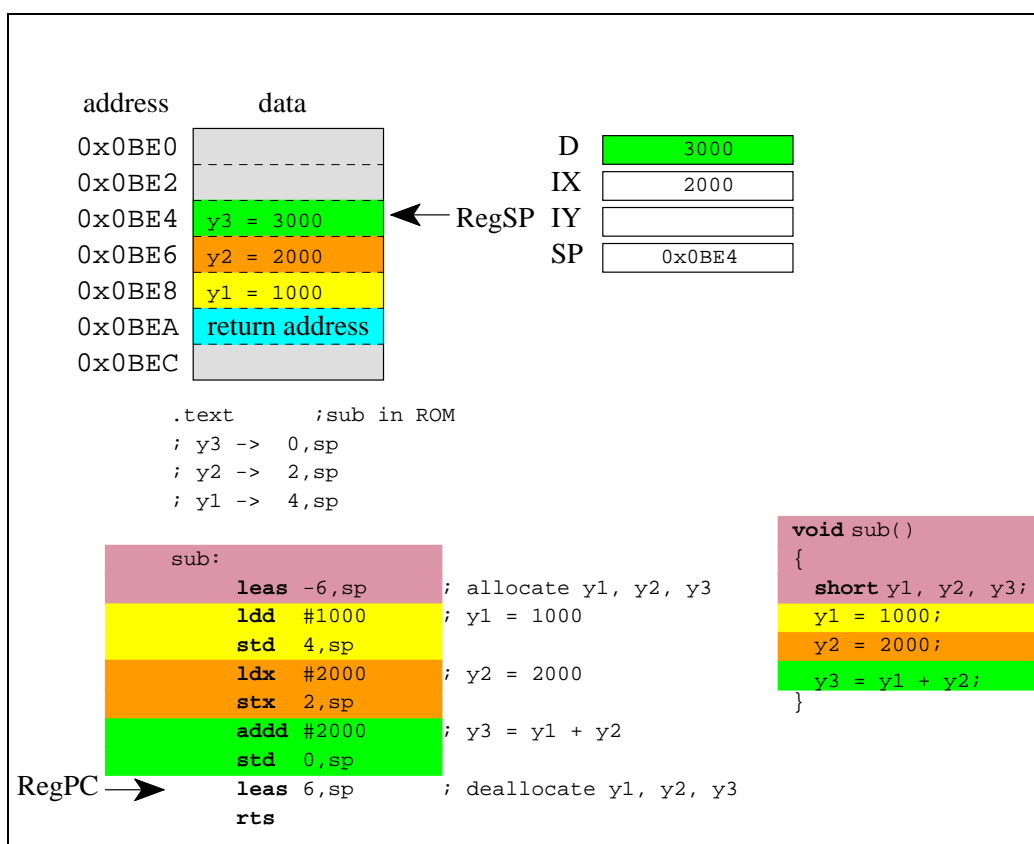 address data
0x0BE0
0x0BE2
0x0BE4 y3 = 3000
0x0BE6 y2 = 2000
0x0BE8 y1 = 1000
0x0BEA return address
0x0BEC
RegSP
D 3000
IX 2000
IY
SP 0x0BE4
.text ;sub in ROM
; y3 -> 0,sp
; y2 -> 2,sp
; y1 -> 4,sp
sub:
leas -6,sp ; allocate y1, y2, y3
ldd #1000 ; y1 = 1000
std 4,sp
ldx #2000 ; y2 = 2000
stx 2,sp
addd #2000 ; y3 = y1 + y2
std 0,sp
RegPC leas 6,sp ; deallocate y1, y2, y3
rts
void sub()
{
short y1, y2, y3;
y1 = 1000;
y2 = 2000;
y3 = y1 + y2;
}